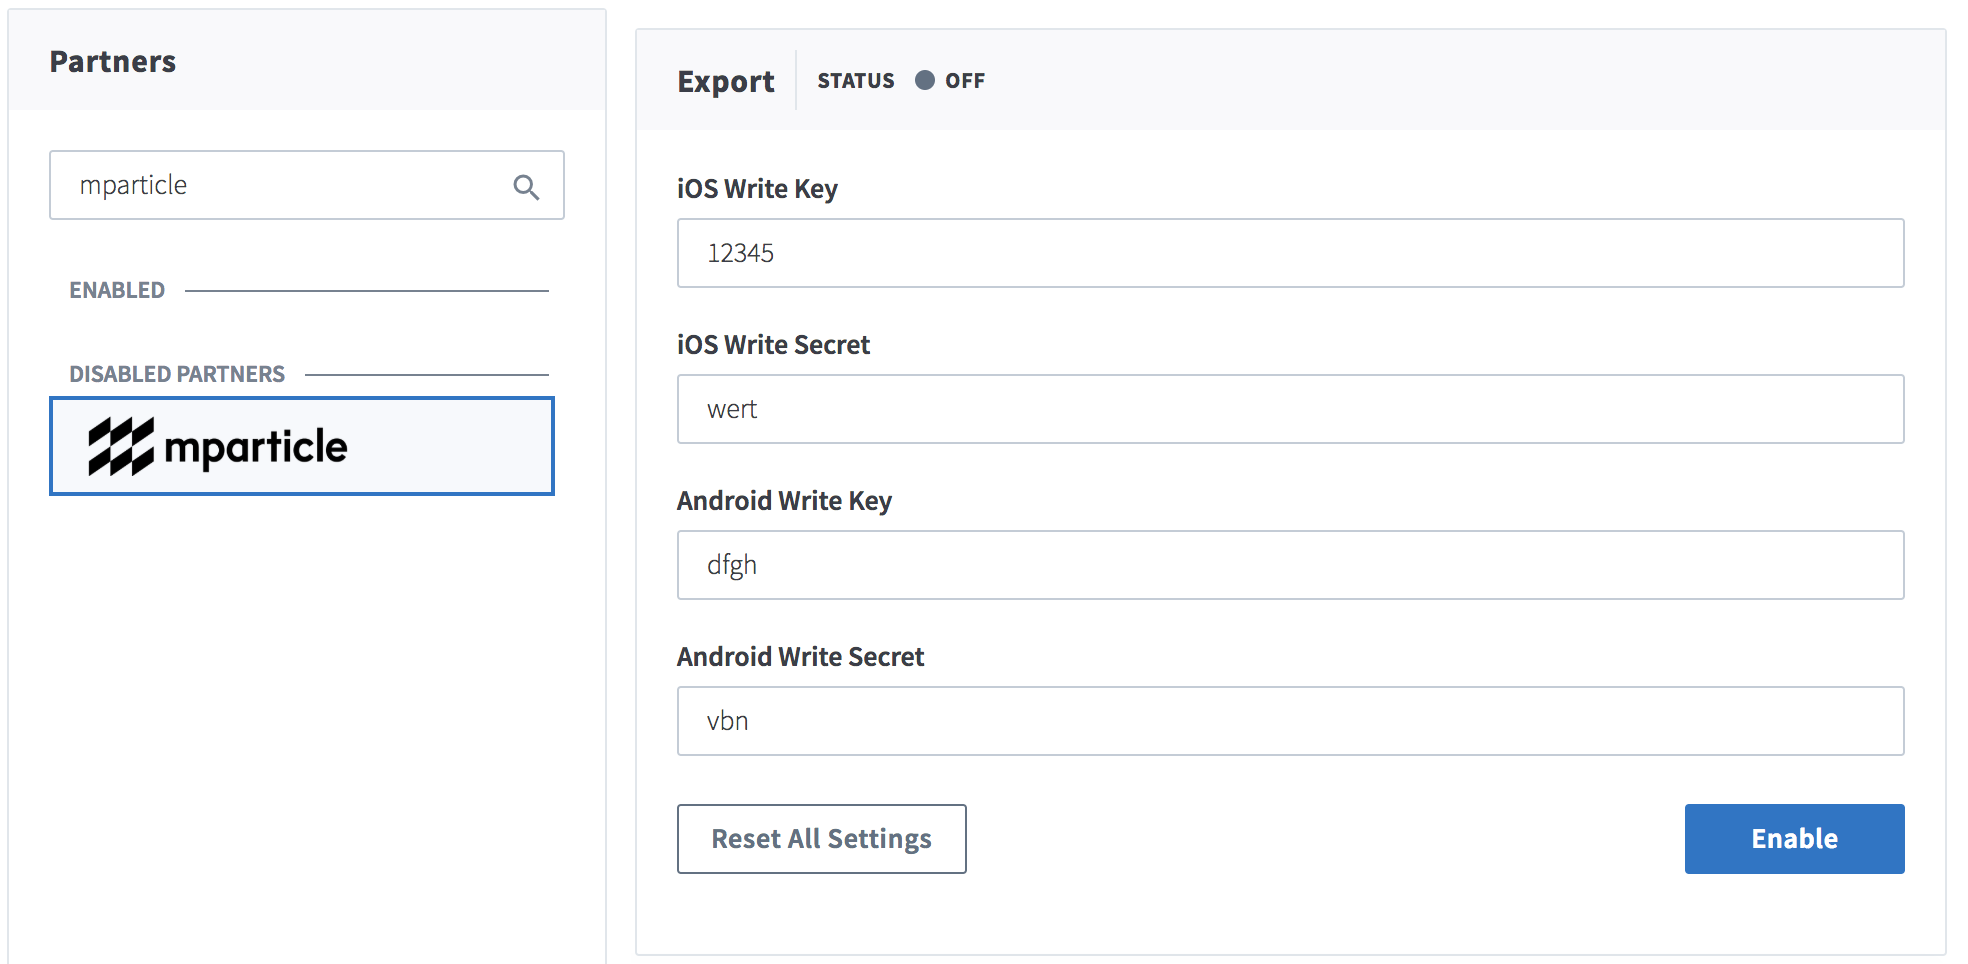 Partners
mparticle
ENABLED
DISABLED PARTNERS
mparticle
Export STATUS OFF
iOS Write Key
12345
iOS Write Secret
wert
Android Write Key
dfgh
Android Write Secret
vbn
Reset All Settings Enable